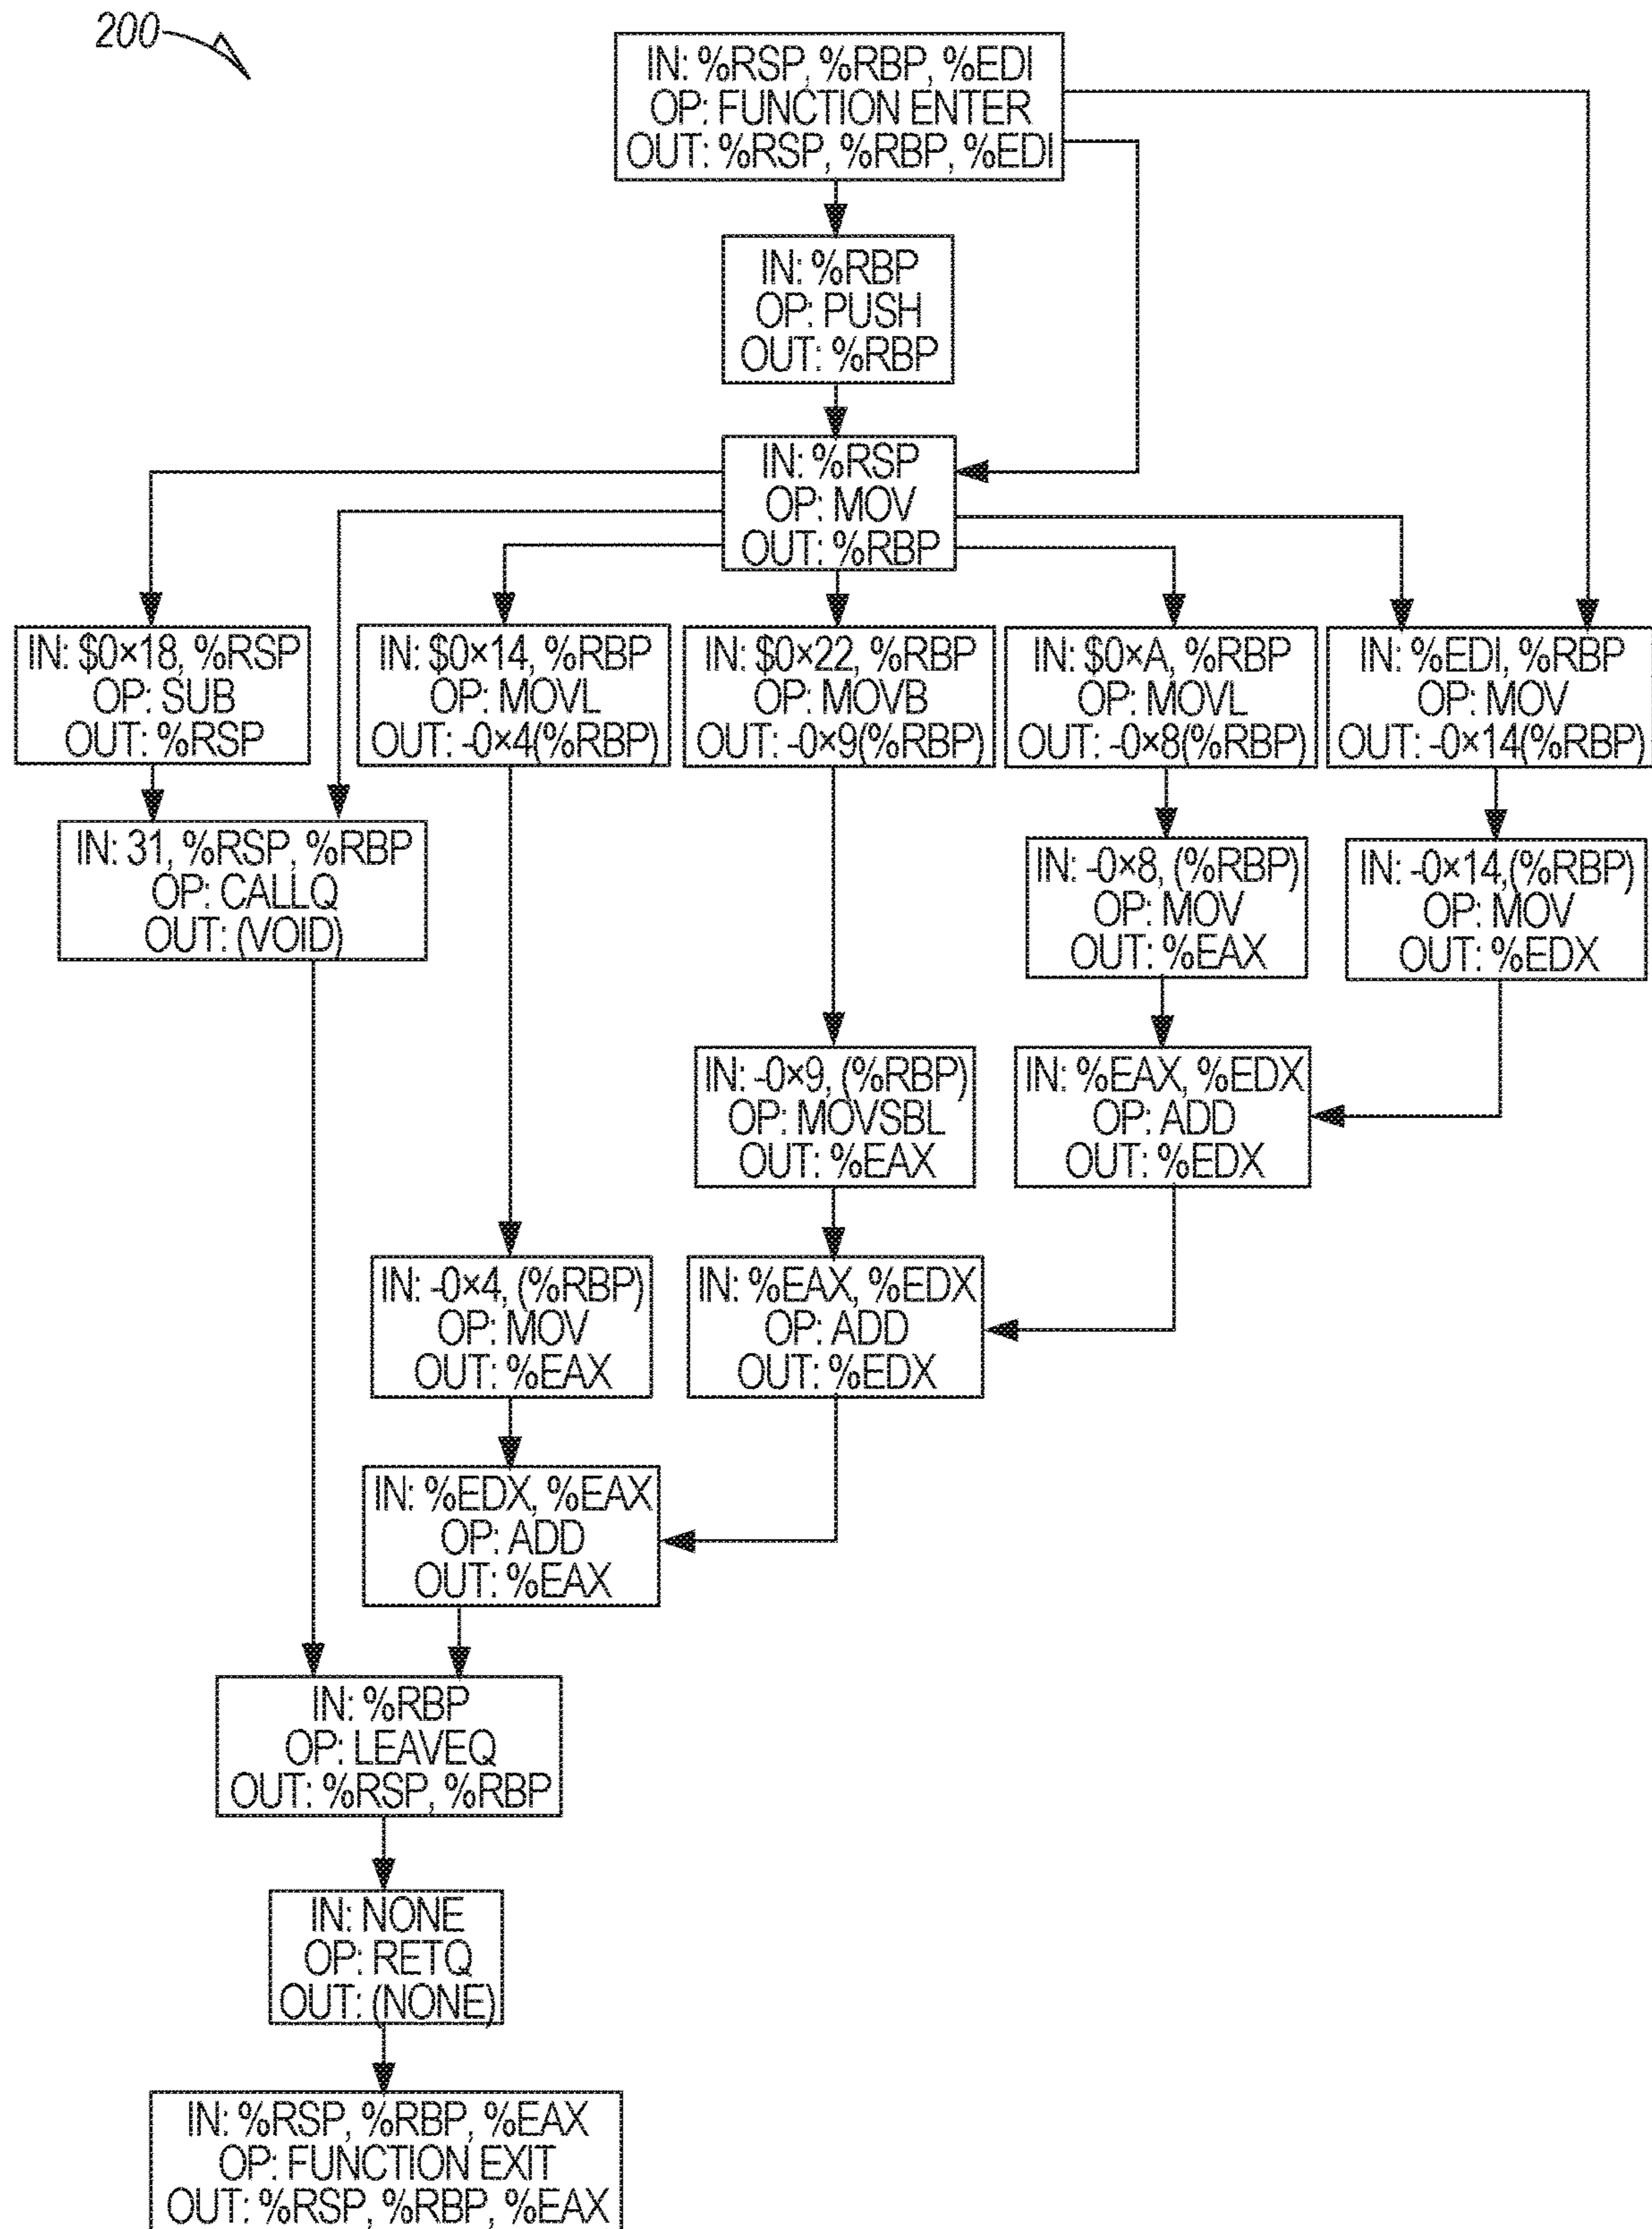 200
IN: %RSP, %RBP, %EDI
OP: FUNCTION ENTER
OUT: %RSP, %RBP, %EDI
IN: %RBP
OP: PUSH
OUT: %RBP
IN: %RSP
OP: MOV
OUT: %RBP
IN: $0×18, %RSP
OP: SUB
OUT: %RSP
IN: $0×14, %RBP
OP: MOVL
OUT: -0×4(%RBP)
IN: $0×22, %RBP
OP: MOVB
OUT: -0×9(%RBP)
IN: $0×A, %RBP
OP: MOVL
OUT: -0×8(%RBP)
IN: %EDI, %RBP
OP: MOV
OUT: -0×14(%RBP)
IN: 31, %RSP, %RBP
OP: CALLQ
OUT: (VOID)
IN: -0×8, (%RBP)
OP: MOV
OUT: %EAX
IN: -0×14,(%RBP)
OP: MOV
OUT: %EDX
IN: -0×9, (%RBP)
OP: MOVSBL
OUT: %EAX
IN: %EAX, %EDX
OP: ADD
OUT: %EDX
IN: -0×4, (%RBP)
OP: MOV
OUT: %EAX
IN: %EAX, %EDX
OP: ADD
OUT: %EDX
IN: %EDX, %EAX
OP: ADD
OUT: %EAX
IN: %RBP
OP: LEAVEQ
OUT: %RSP, %RBP
IN: NONE
OP: RETQ
OUT: (NONE)
IN: %RSP, %RBP, %EAX
OP: FUNCTION EXIT
OUT: %RSP, %RBP, %EAX